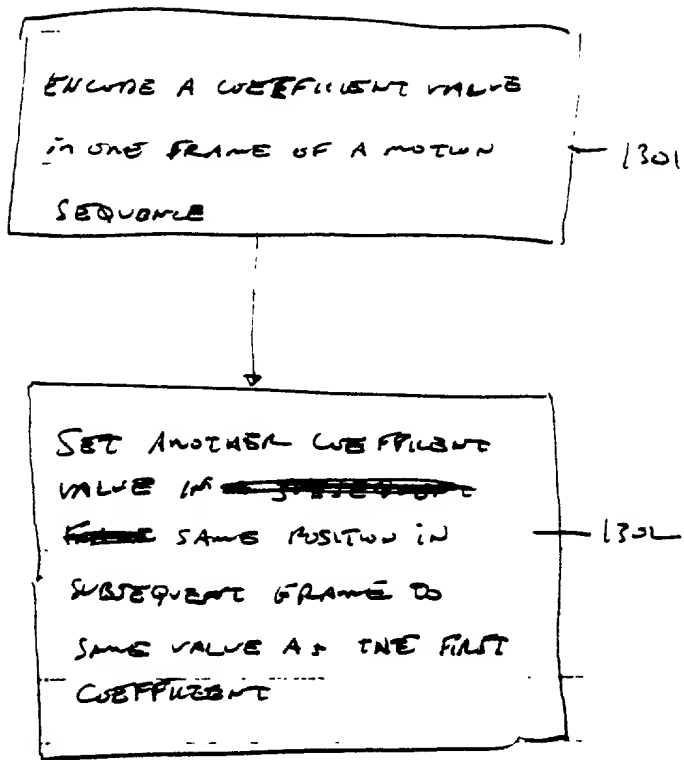 ENCODE A COEFFICIENT VALUE
in ONE FRAME OF A MOTION
SEQUENCE
1301
SET ANOTHER COEFFICIENT
VALUE IN
SAME POSITION IN
SUBSEQUENT FRAME TO
SAME VALUE AS THE FIRST
COEFFICIENT
1302